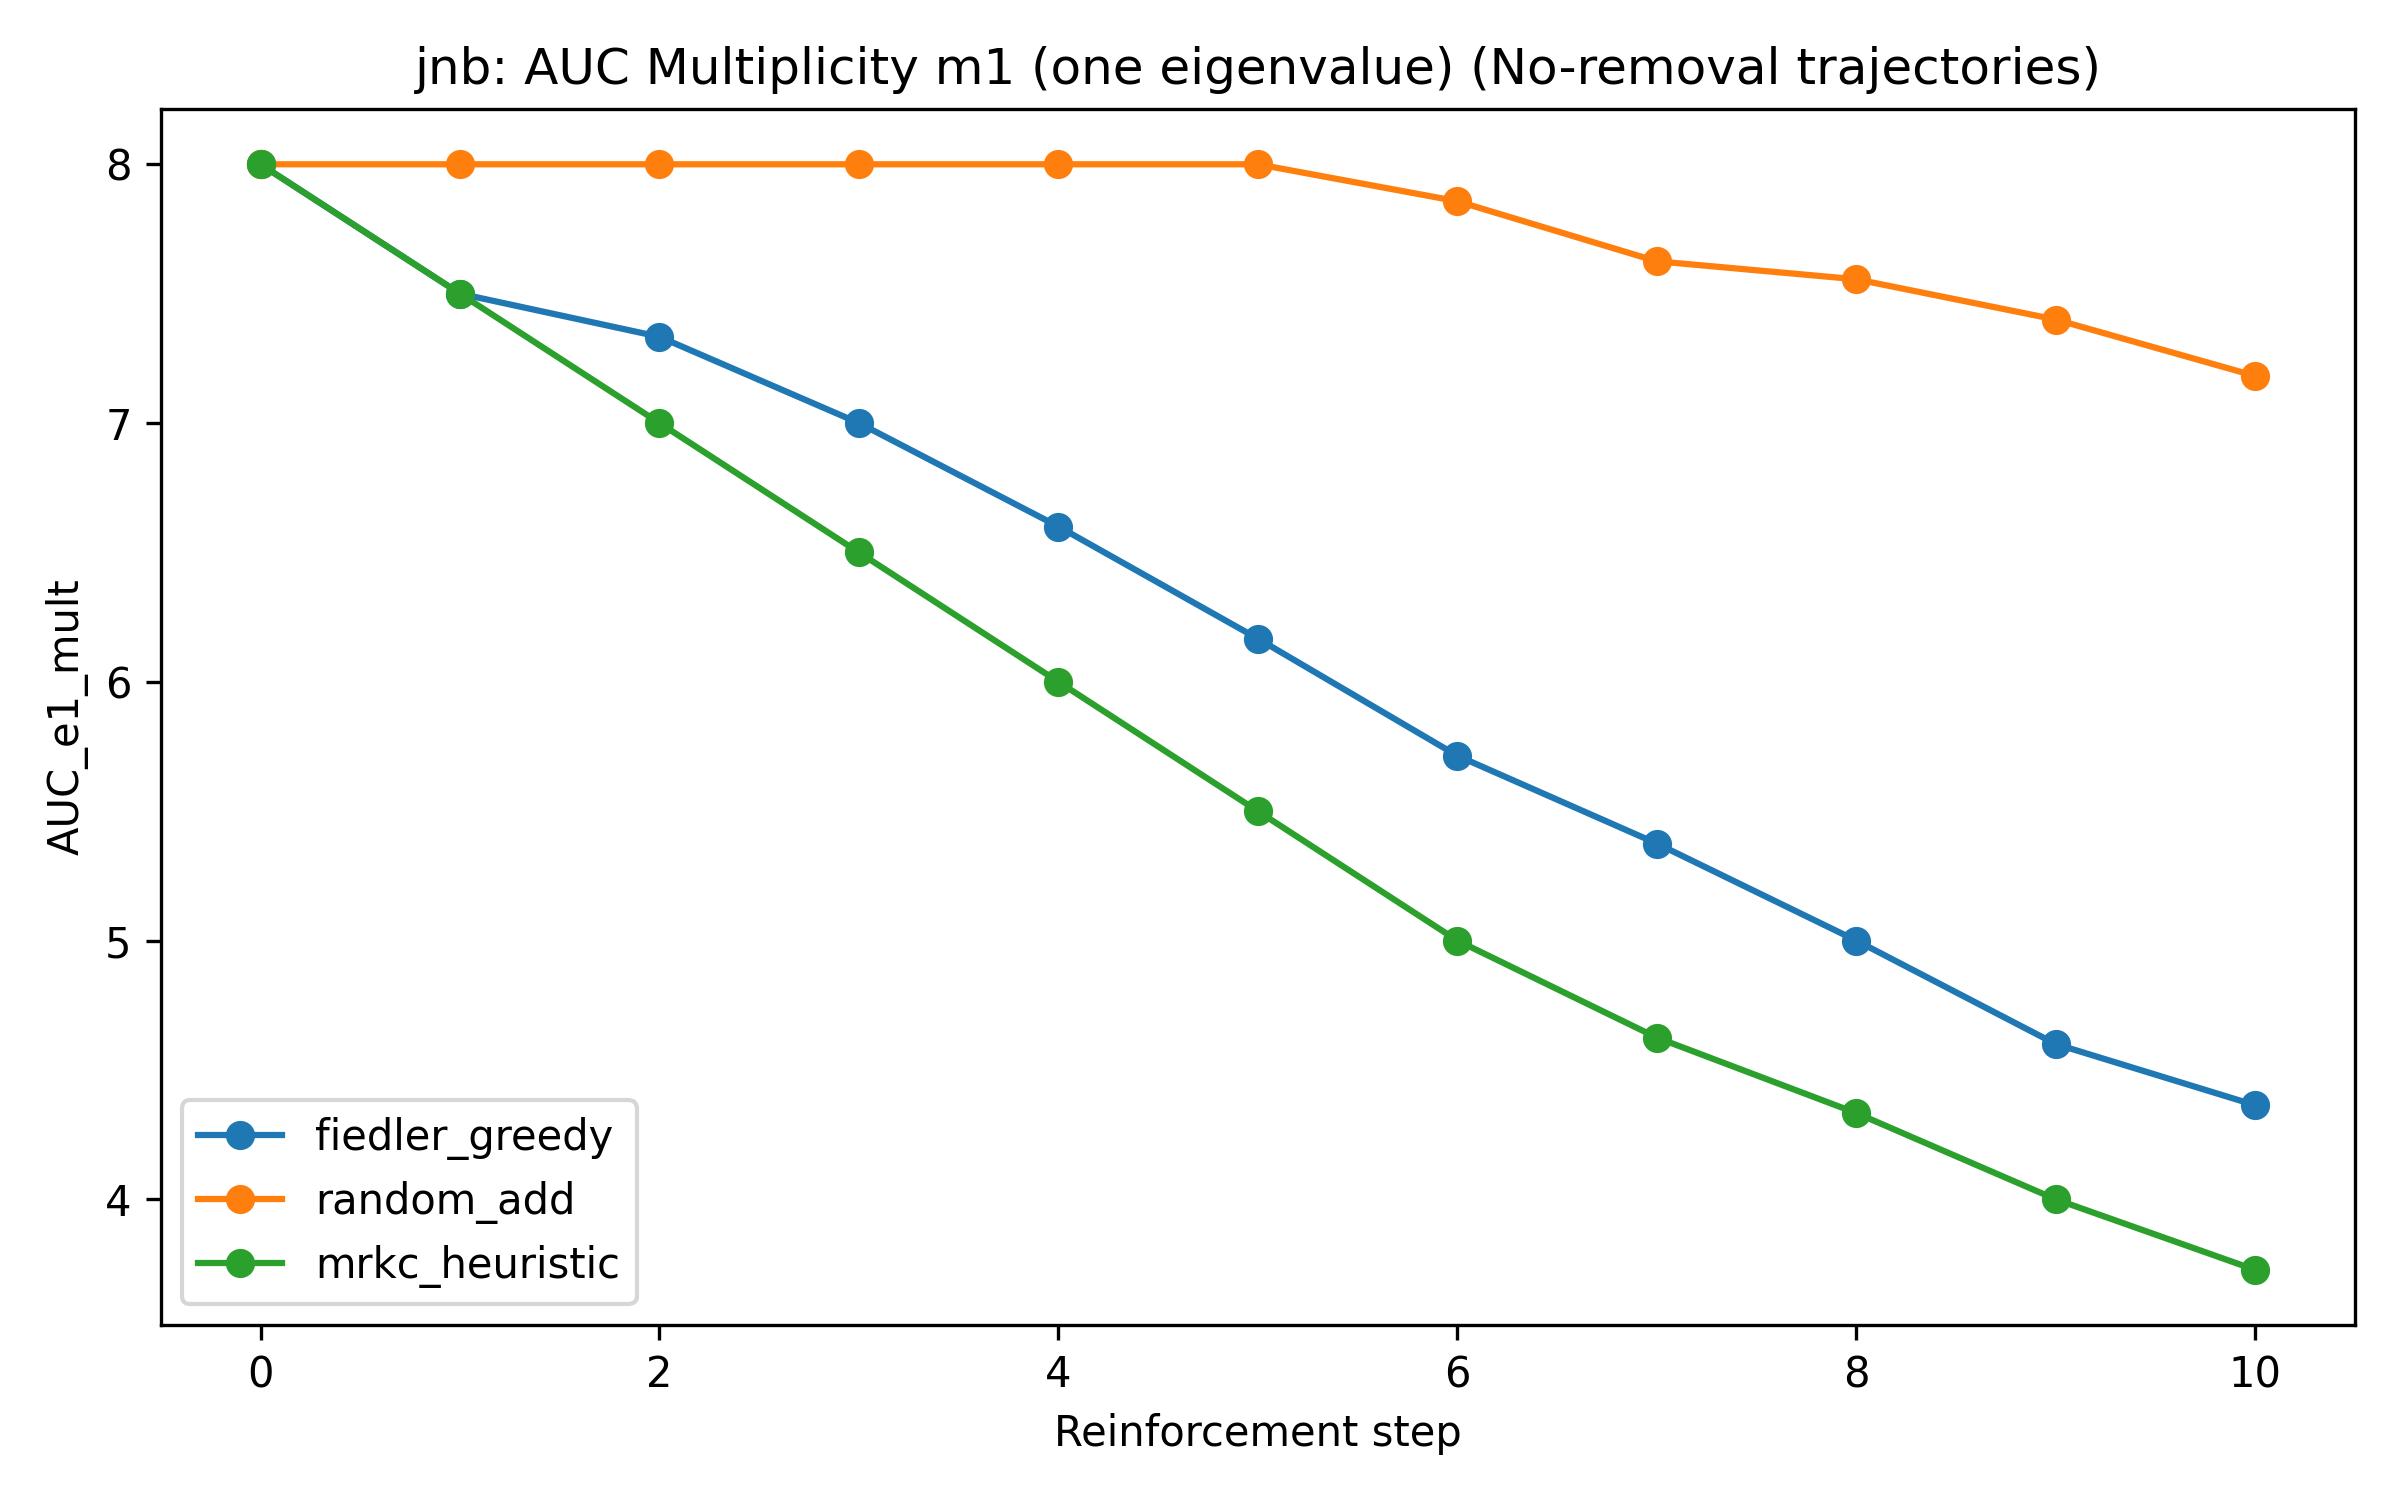 jnb: AUC Multiplicity m1 (one eigenvalue) (No-removal trajectories)
AUC_e1_mult
8
7
6
5
4
fiedler_greedy
random_add
mrkc_heuristic
0 2 4 6 8 10
Reinforcement step